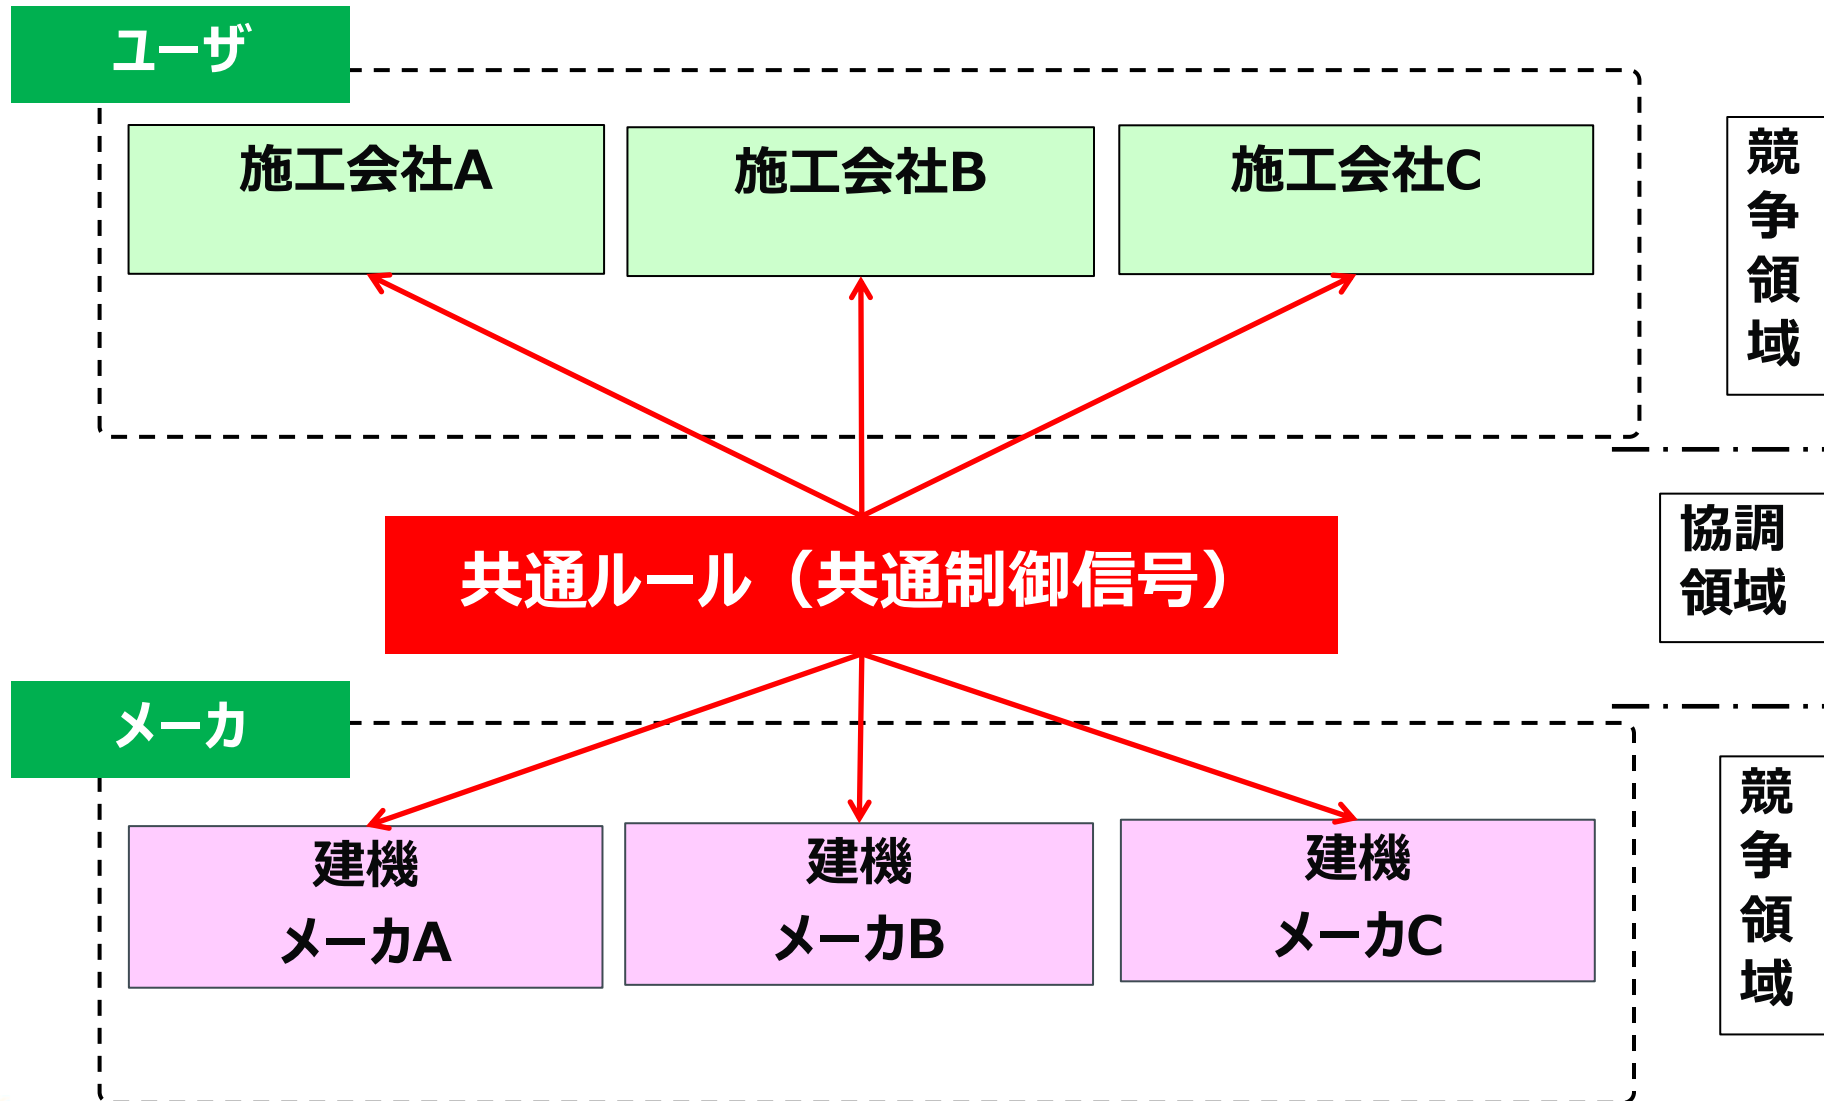 ユーザ
施工会社A
施工会社B
施工会社C
競
争
領
域
共通ルール（共通制御信号）
協調
領域
メーカ
建機
メーカA
建機
メーカB
建機
メーカC
競
争
領
域